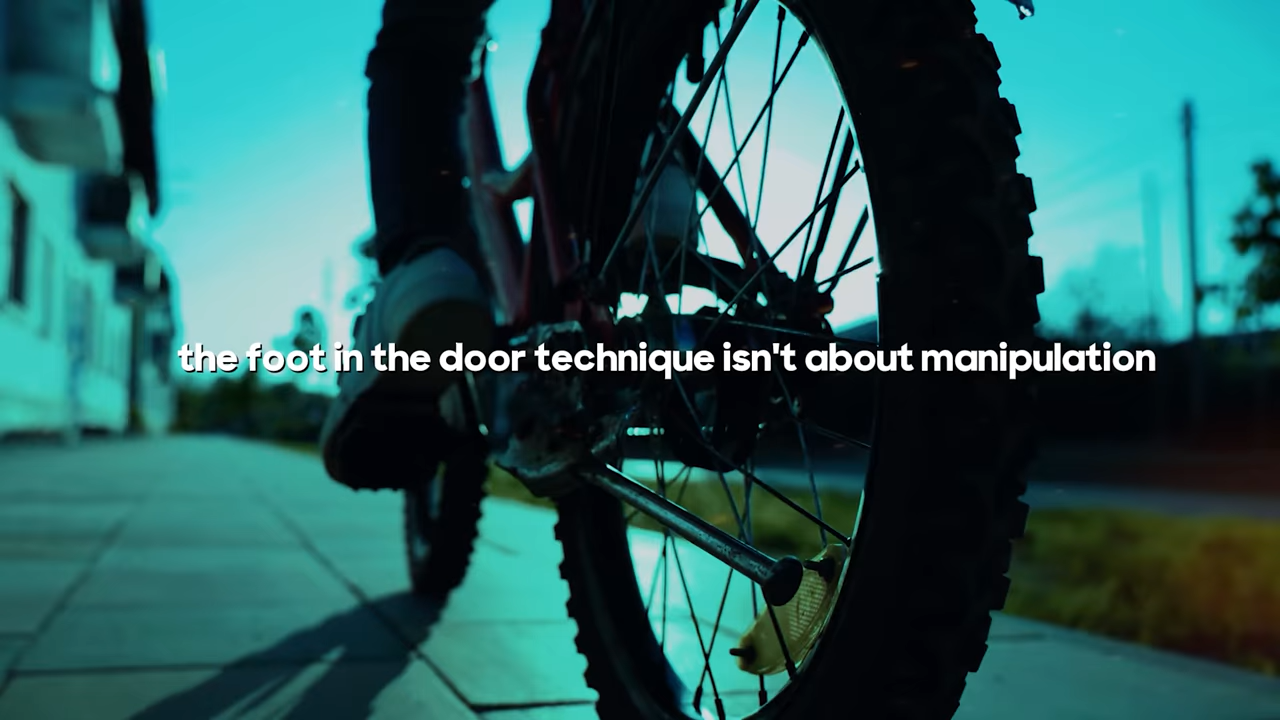 the foot in the door technique isn't about manipulation